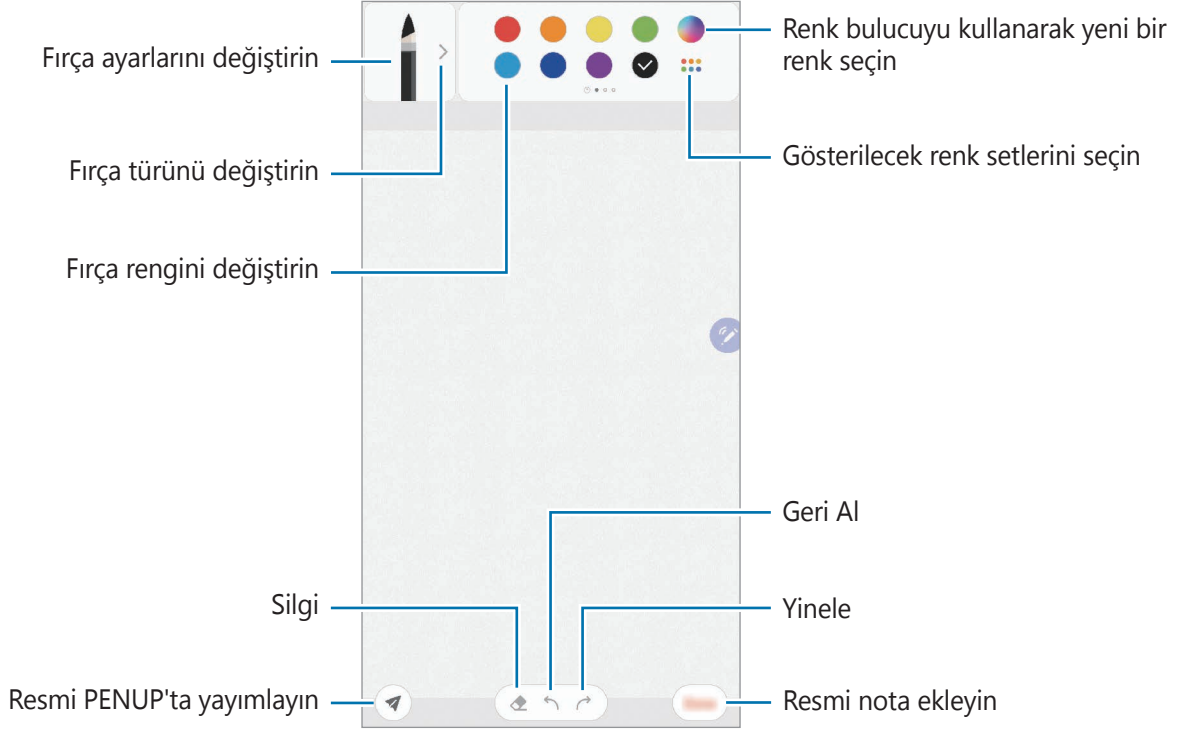 Fırça ayarlarını değiştirin
Renk bulucuyu kullanarak yeni bir
renk seçin
Fırça türünü değiştirin
Gösterilecek renk setlerini seçin
Fırça rengini değiştirin
Geri Al
Silgi
Yinele
Resmi PENUP'ta yayımlayın
Resmi nota ekleyin